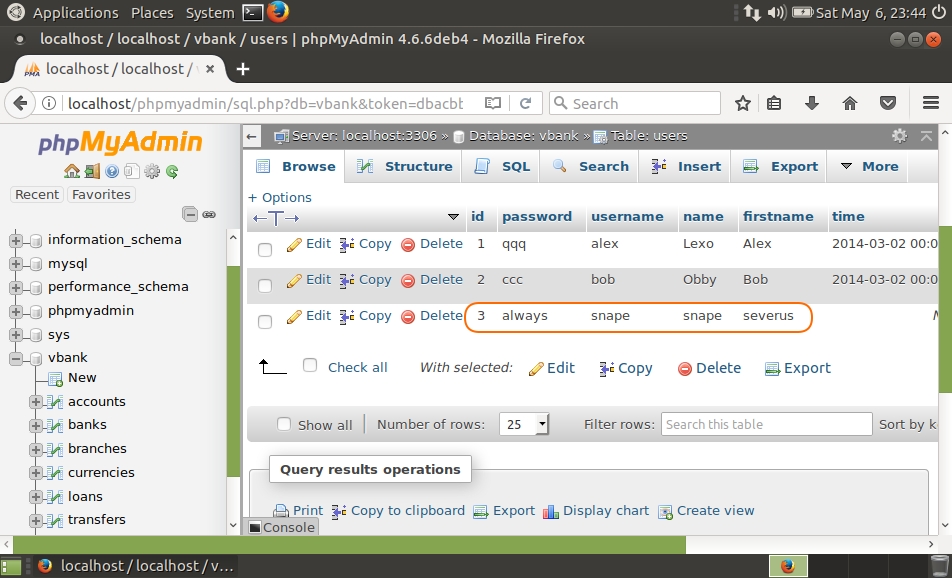 Applications Places System Sat May 6, 23:44
localhost / localhost / vbank / users | phpMyAdmin 4.6.6deb4 - Mozilla Firefox
PMA localhost / localhost / × +
localhost/phpmyadmin/sql.php?db=vbank&token=dbacbb Search
phpMyAdmin
Recent Favorites
information_schema
mysql
performance_schema
phpmyadmin
sys
vbank
New
accounts
banks
branches
currencies
loans
transfers
Server: localhost:3306 » Database: vbank » Table: users
Browse Structure SQL Search Insert Export More
+ Options
←T→ id password username name firstname time
Edit Copy Delete 1 qqq alex Lexo Alex 2014-03-02 00:0
Edit Copy Delete 2 ccc bob Obby Bob 2014-03-02 00:0
Edit Copy Delete 3 always snape snape severus
Check all With selected: Edit Copy Delete Export
Show all | Number of rows: 25 Filter rows: Search this table Sort by k
Query results operations
Print Copy to clipboard Export Display chart Create view
Console
localhost / localhost / v...